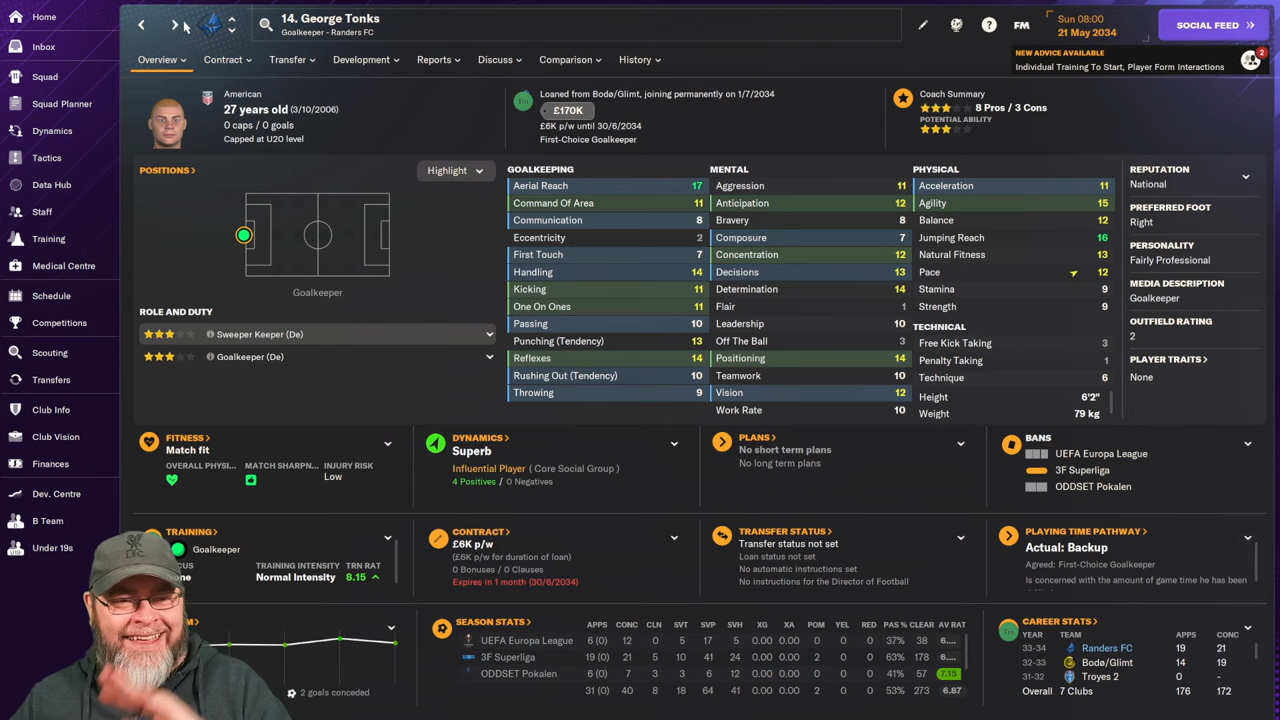 Home
Inbox
Squad
Squad Planner
Dynamics
Tactics
Data Hub
Staff
Training
Medical Centre
Schedule
Competitions
Scouting
Transfers
Club Info
Club Vision
Finances
Dev. Centre
B Team
Under 19s
14. George Tonks
Goalkeeper - Randers FC
FM
Sun 08:00
21 May 2034
SOCIAL FEED
Overview
Contract
Transfer
Development
Reports
Discuss
Comparison
History
NEW ADVICE AVAILABLE
Individual Training To Start, Player Form Interactions
2
American
27 years old (3/10/2006)
0 caps / 0 goals
Capped at U20 level
Loaned from Bodø/Glimt, joining permanently on 1/7/2034
£170K
£6K p/w until 30/6/2034
First-Choice Goalkeeper
Coach Summary
8 Pros / 3 Cons
POTENTIAL ABILITY
POSITIONS
Highlight
Goalkeeper
ROLE AND DUTY
Sweeper Keeper (De)
Goalkeeper (De)
GOALKEEPING
Aerial Reach 17
Command Of Area 11
Communication 8
Eccentricity 2
First Touch 7
Handling 14
Kicking 11
One On Ones 11
Passing 10
Punching (Tendency) 13
Reflexes 14
Rushing Out (Tendency) 10
Throwing 9
MENTAL
Aggression 11
Anticipation 12
Bravery 8
Composure 7
Concentration 12
Decisions 13
Determination 14
Flair 1
Leadership 10
Off The Ball 3
Positioning 14
Teamwork 10
Vision 12
Work Rate 10
PHYSICAL
Acceleration 11
Agility 15
Balance 12
Jumping Reach 16
Natural Fitness 13
Pace 12
Stamina 9
Strength 9
TECHNICAL
Free Kick Taking 3
Penalty Taking 1
Technique 6
Height 6'2"
Weight 79 kg
REPUTATION
National
PREFERRED FOOT
Right
PERSONALITY
Fairly Professional
MEDIA DESCRIPTION
Goalkeeper
OUTFIELD RATING
2
PLAYER TRAITS
None
FITNESS
Match fit
OVERALL PHYSI... MATCH SHARPN... INJURY RISK
Low
DYNAMICS
Superb
Influential Player ( Core Social Group )
4 Positives / 0 Negatives
PLANS
No short term plans
No long term plans
BANS
UEFA Europa League
3F Superliga
ODDSET Pokalen
TRAINING
Goalkeeper
TRAINING INTENSITY TRN RAT
Normal Intensity 8.15
CONTRACT
£6K p/w
(£6K p/w for duration of loan)
0 Bonuses / 0 Clauses
Expires in 1 month (30/6/2034)
TRANSFER STATUS
Transfer status not set
Loan status not set
No automatic instructions set
No instructions for the Director of Football
PLAYING TIME PATHWAY
Actual: Backup
Agreed: First-Choice Goalkeeper
Is concerned with the amount of game time he has been
2 goals conceded
SEASON STATS APPS CONC CLN SVT SVP SVH XG XA POM YEL RED PAS % CLEAR AV RAT
UEFA Europa League 6 (0) 12 0 5 17 5 0.00 0.00 0 0 0 37% 38 6....
3F Superliga 19 (0) 21 5 10 41 24 0.00 0.00 2 0 0 63% 178 6....
ODDSET Pokalen 6 (0) 7 3 3 6 12 0.00 0.00 0 0 0 41% 57 7.15
31 (0) 40 8 18 64 41 0.00 0.00 2 0 0 53% 273 6.87
CAREER STATS
YEAR TEAM APPS CONC
33-34 Randers FC 19 21
32-33 Bodø/Glimt 14 19
31-32 Troyes 2 0 -
Overall 7 Clubs 176 172